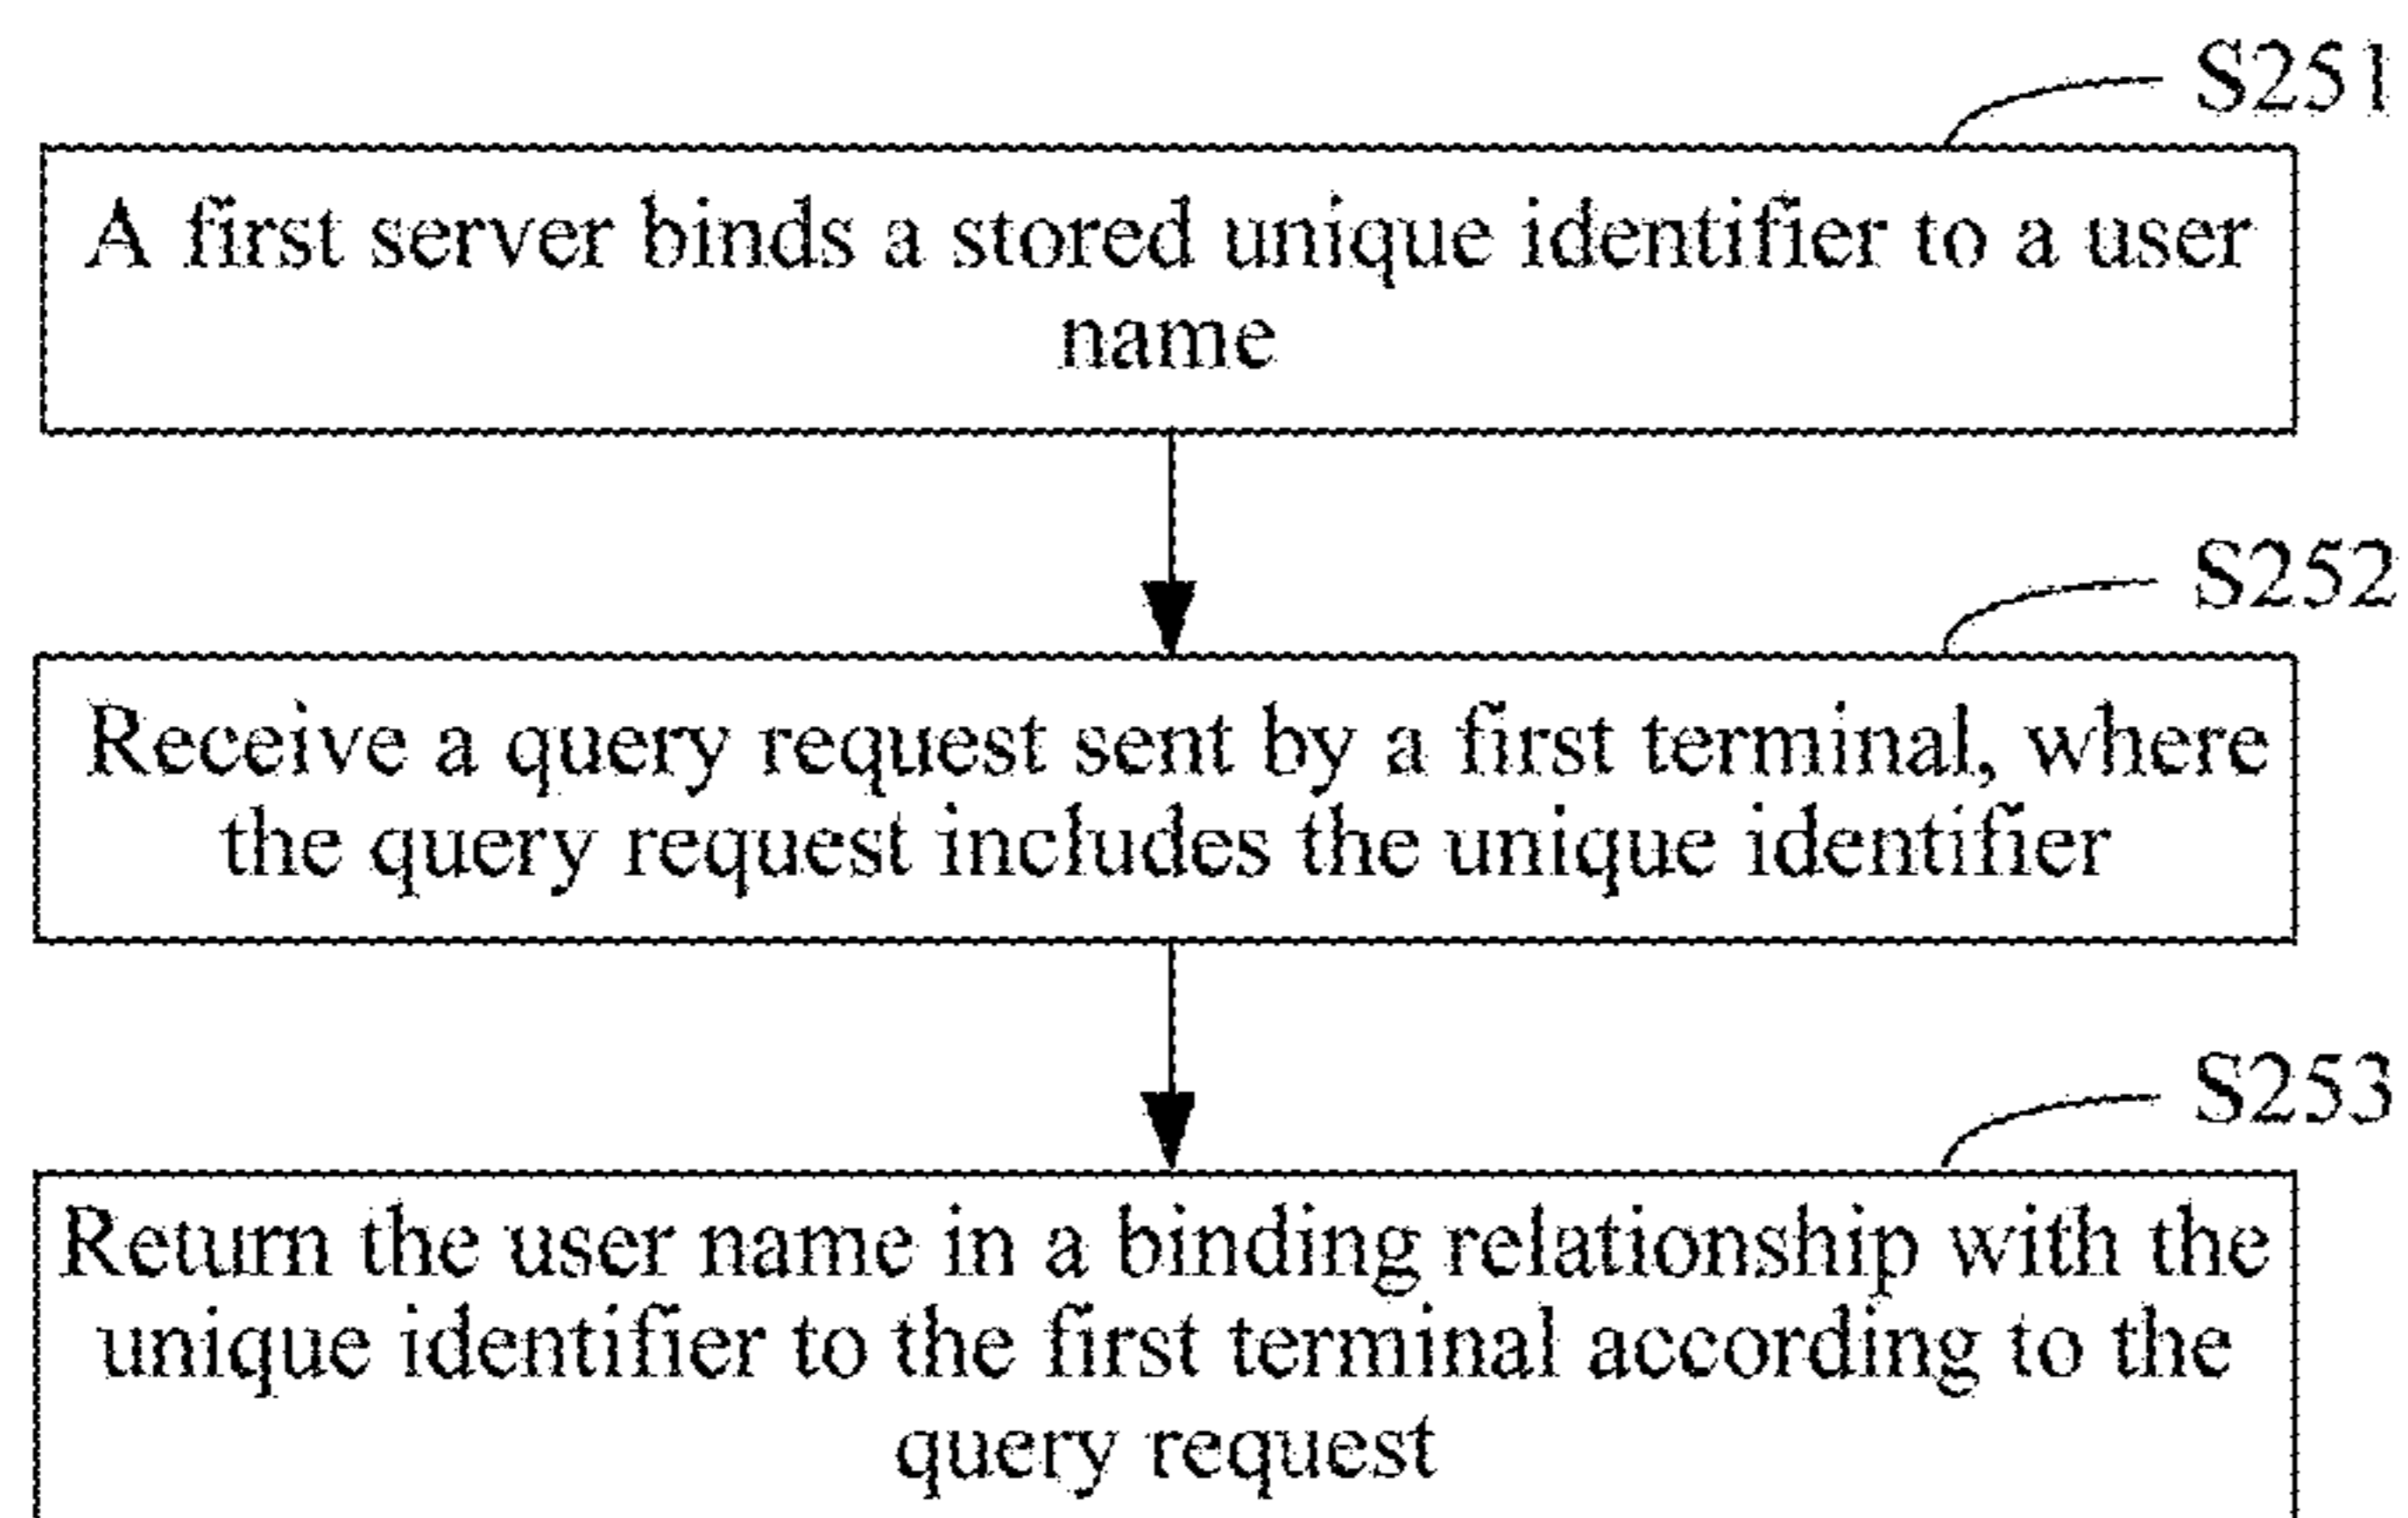 S251
A first server binds a stored unique identifier to a user
name
S252
Receive a query request sent by a first terminal, where
the query request includes the unique identifier
S253
Return the user name in a binding relationship with the
unique identifier to the first terminal according to the
query request